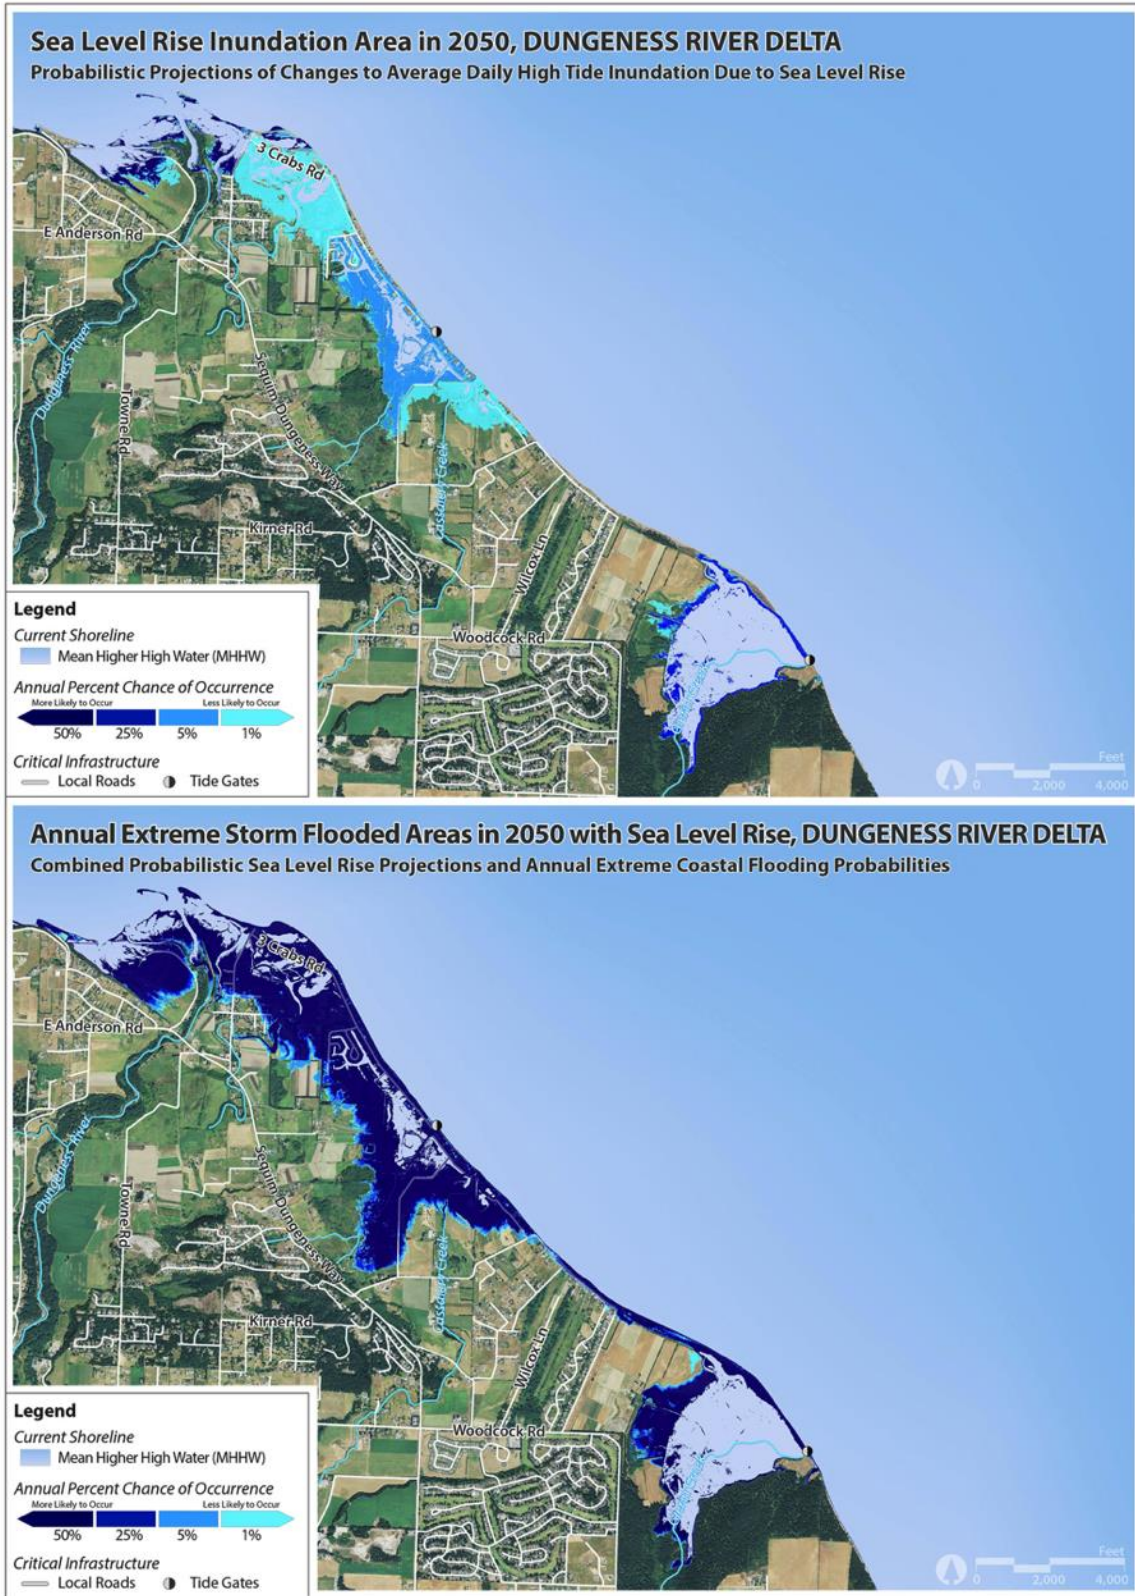 Sea Level Rise Inundation Area in 2050, DUNGENESS RIVER DELTA
Probabilistic Projections of Changes to Average Daily High Tide Inundation Due to Sea Level Rise
3 Crabs Rd
E Anderson Rd
Dungeness River
Towne Rd
Sequim Dungeness Way
Cassalery Creek
Kirner Rd
Wilcox Ln
Woodcock Rd
Legend
Current Shoreline
Mean Higher High Water (MHHW)
Annual Percent Chance of Occurrence
More Likely to Occur Less Likely to Occur
50% 25% 5% 1%
Critical Infrastructure
Local Roads Tide Gates
Feet
0 2,000 4,000
Annual Extreme Storm Flooded Areas in 2050 with Sea Level Rise, DUNGENESS RIVER DELTA
Combined Probabilistic Sea Level Rise Projections and Annual Extreme Coastal Flooding Probabilities
3 Crabs Rd
E Anderson Rd
Dungeness River
Towne Rd
Sequim Dungeness Way
Cassalery Creek
Kirner Rd
Wilcox Ln
Woodcock Rd
Legend
Current Shoreline
Mean Higher High Water (MHHW)
Annual Percent Chance of Occurrence
More Likely to Occur Less Likely to Occur
50% 25% 5% 1%
Critical Infrastructure
Local Roads Tide Gates
Feet
0 2,000 4,000